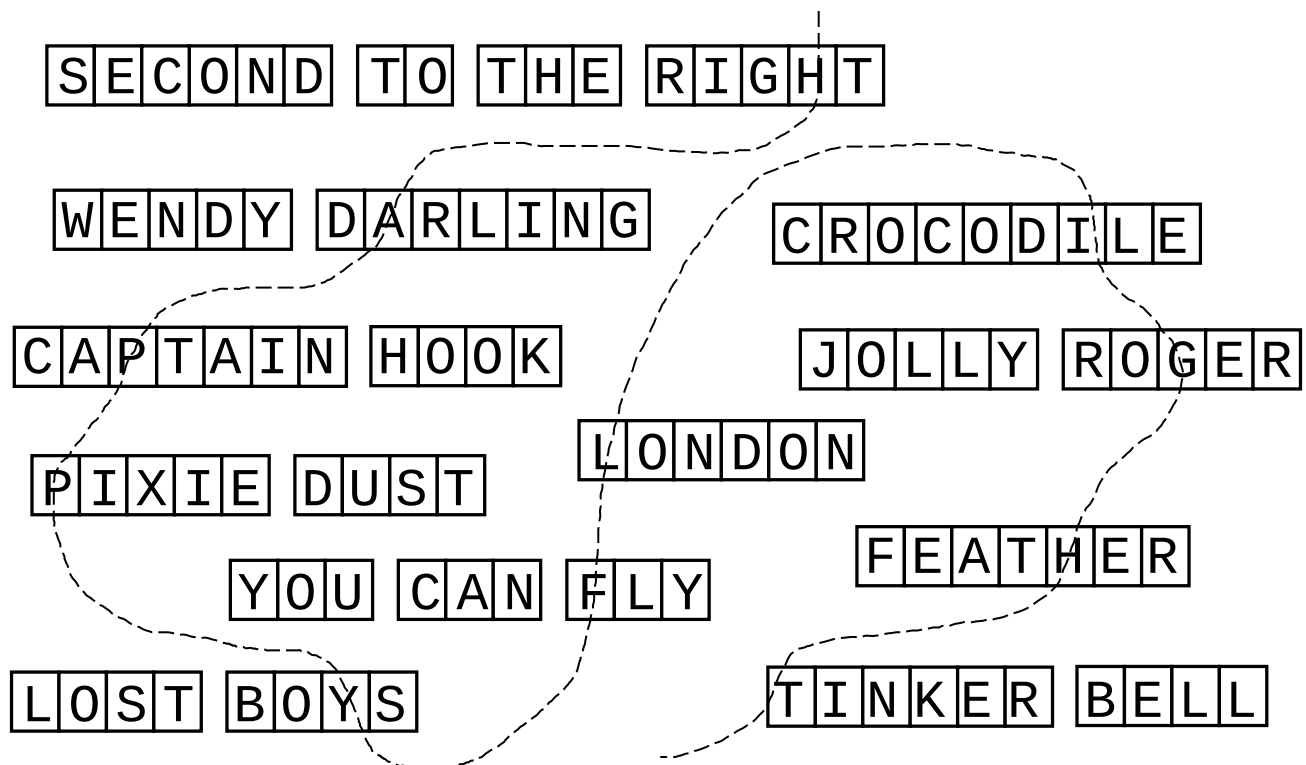 SECOND TO THE RIGHT
WENDY DARLING
CROCODILE
CAPTAIN HOOK
JOLLY ROGER
LONDON
PIXIE DUST
FEATHER
YOU CAN FLY
LOST BOYS
TINKER BELL